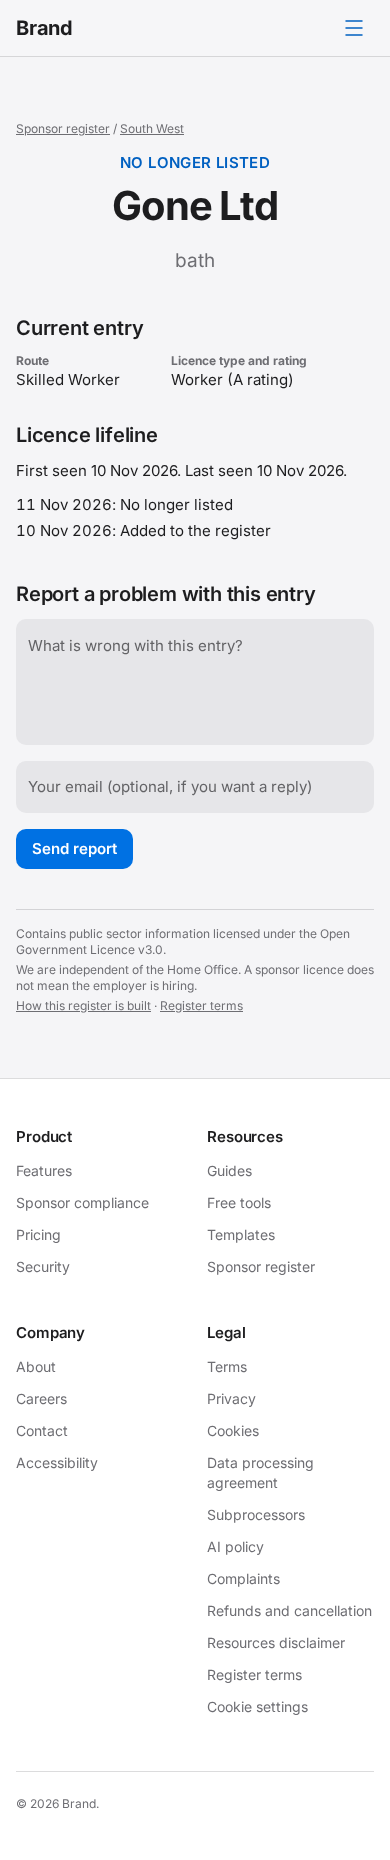 Brand
Sponsor register / South West
NO LONGER LISTED
Gone Ltd
bath
Current entry
Route
Skilled Worker
Licence type and rating
Worker (A rating)
Licence lifeline
First seen 10 Nov 2026. Last seen 10 Nov 2026.
11 Nov 2026: No longer listed
10 Nov 2026: Added to the register
Report a problem with this entry
What is wrong with this entry?
Your email (optional, if you want a reply)
Send report
Contains public sector information licensed under the Open
Government Licence v3.0.
We are independent of the Home Office. A sponsor licence does
not mean the employer is hiring.
How this register is built · Register terms
Product
Features
Sponsor compliance
Pricing
Security
Resources
Guides
Free tools
Templates
Sponsor register
Company
About
Careers
Contact
Accessibility
Legal
Terms
Privacy
Cookies
Data processing
agreement
Subprocessors
AI policy
Complaints
Refunds and cancellation
Resources disclaimer
Register terms
Cookie settings
© 2026 Brand.